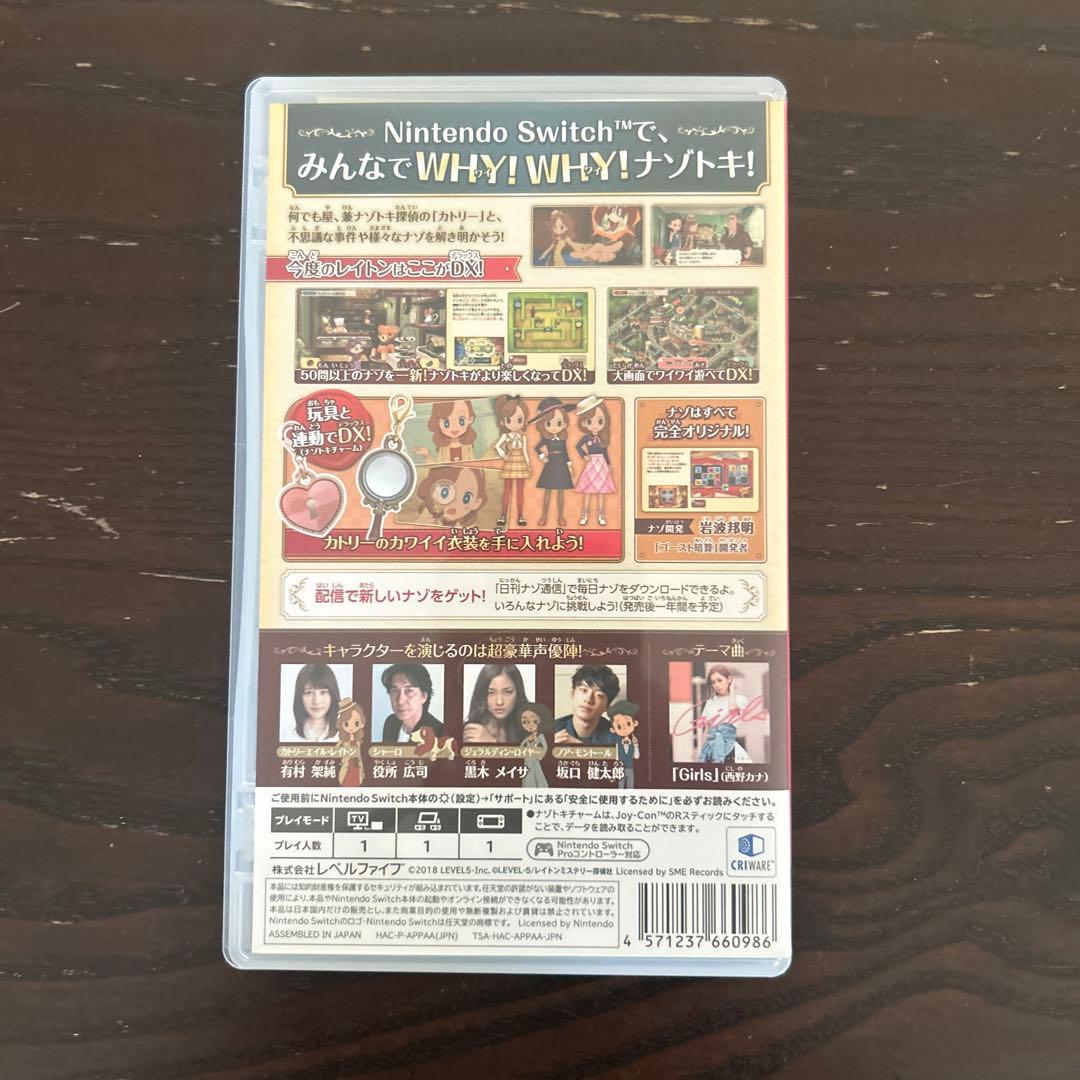 Nintendo Switch™で、
みんなでWHY! WHY!ナゾトキ!
何でも屋、兼ナゾトキ探偵の「カトリー」と、
不思議な事件や様々なナゾを解き明かそう!
今度のレイトンはここがDX!
50問以上のナゾを一新!ナゾトキがより楽しくなってDX!
大画面でワイワイ遊べてDX!
玩具と
連動でDX!
(ナゾトキチャーム)
カトリーのカワイイ衣装を手に入れよう!
ナゾはすべて
完全オリジナル!
ナゾ開発 岩波邦明
「ゴースト暗算」開発者
配信で新しいナゾをゲット!
「日刊ナゾ通信」で毎日ナゾをダウンロードできるよ。
いろんなナゾに挑戦しよう!(発売後一年間を予定)
キャラクターを演じるのは超豪華声優陣!
カトリーエイル・レイトン
有村 架純
シャーロ
役所 広司
ジェラルディン・ロイヤー
黒木 メイサ
ノア・モントール
坂口 健太郎
テーマ曲
Girls
「Girls」(西野カナ)
ご使用前にNintendo Switch本体の(設定)→「サポート」にある「安全に使用するために」を必ずお読みください。
プレイモード TV
プレイ人数 1 1 1
●ナゾトキチャームは、Joy-Con™のRスティックにタッチする
ことで、データを読み取ることができます。
Nintendo Switch
Proコントローラー対応
CRIWARE
株式会社レベルファイブ ©2018 LEVEL5-Inc. ©LEVEL-5/レイトンミステリー探偵社 Licensed by SME Records
本品には知的財産権を保護するセキュリティが組み込まれています。任天堂の許諾がない装置やソフトウェアの
使用により、本品やNintendo Switch本体の起動やオンライン接続ができなくなる可能性があります。
本品は日本国内だけの販売とし、また商業目的の使用や無断複製および賃貸は禁止されています。
Nintendo Switchのロゴ・Nintendo Switchは任天堂の商標です。 Licensed by Nintendo
ASSEMBLED IN JAPAN HAC-P-APPAA(JPN) TSA-HAC-APPAA-JPN
4 571237 660986